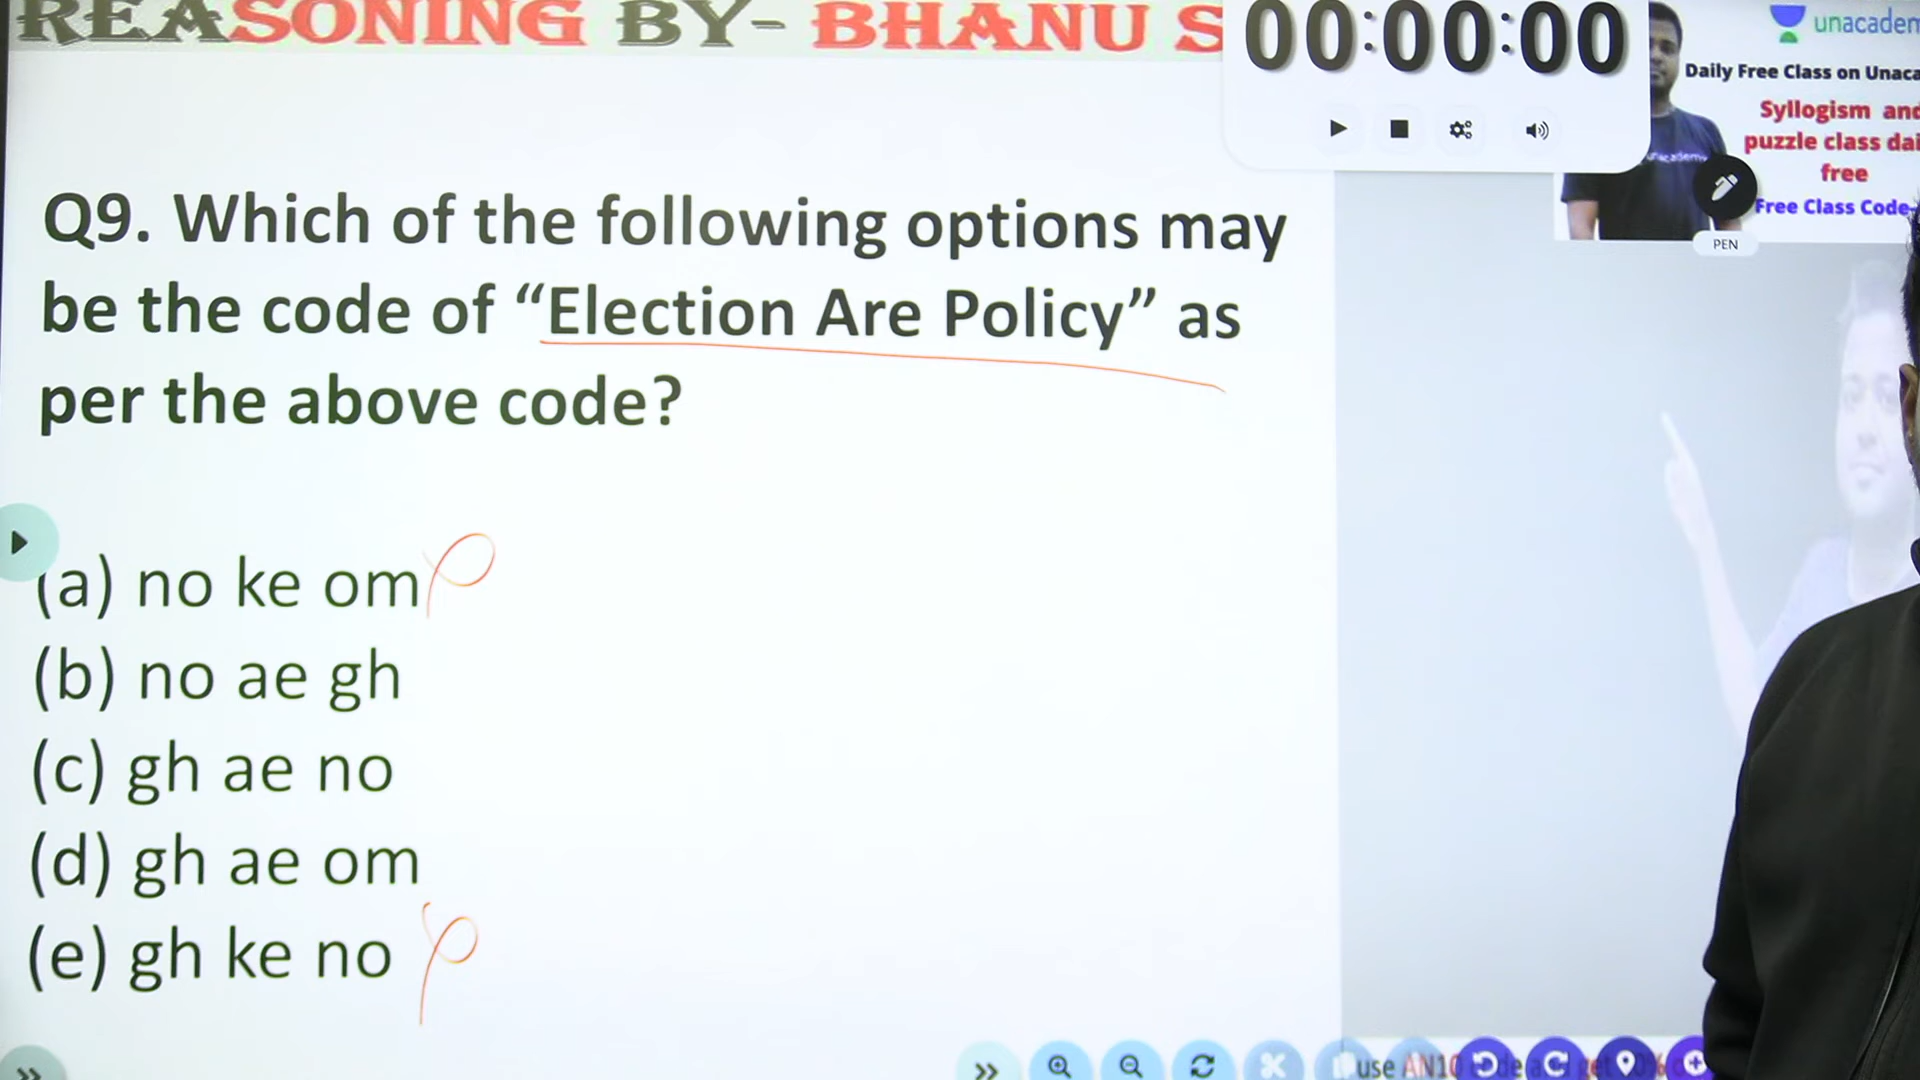 REASONING BY- BHANU S
00:00:00
unacadem
Daily Free Class on Unaca
Syllogism and
puzzle class dai
free
Free Class Code-
PEN
Q9. Which of the following options may
be the code of “Election Are Policy” as
per the above code?
(a) no ke om
(b) no ae gh
(c) gh ae no
(d) gh ae om
(e) gh ke no
use AN10